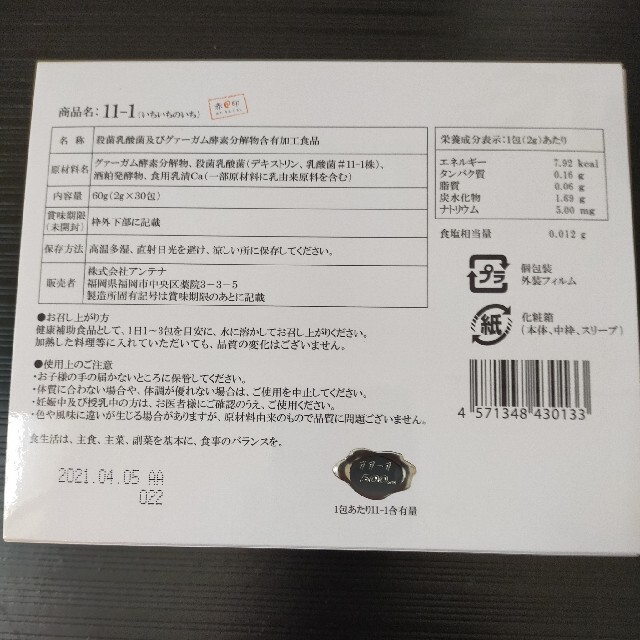 商品名：11-1（いちいちのいち）
赤 印
名称 殺菌乳酸菌及びグァーガム酵素分解物含有加工食品
原材料名 グァーガム酵素分解物、殺菌乳酸菌（デキストリン、乳酸菌#11-1株）、
酒粕発酵物、食用乳清Ca（一部原材料に乳由来原料を含む）
内容量 60g（2g×30包）
賞味期限
（未開封） 枠外下部に記載
保存方法 高温多湿、直射日光を避け、涼しい所に保存してください。
販売者 株式会社アンテナ
福岡県福岡市中央区薬院3-3-5
製造所固有記号は賞味期限のあとに記載
●お召し上がり方
健康補助食品として、1日1〜3包を目安に、水に溶かしてお召し上がりください。
加熱した料理等に入れていただいても、品質の変化はございません。
●使用上のご注意
・お子様の手の届かないところに保管してください。
・体質に合わない場合や、体調が優れない場合は、ご使用を中止してください。
・妊娠中及び授乳中の方は、お医者様にご確認のうえ、ご使用ください。
・色や風味に違いが生じる場合がありますが、原材料由来のもので品質に問題ございません。
食生活は、主食、主菜、副菜を基本に、食事のバランスを。
2021.04.05 AA
022
栄養成分表示：1包（2g）あたり
エネルギー 7.92 kcal
タンパク質 0.16 g
脂質 0.06 g
炭水化物 1.69 g
ナトリウム 5.00 mg
食塩相当量 0.012 g
プラ
個包装
外装フィルム
紙
化粧箱
（本体、中枠、スリーブ）
4 571348 430133
11-1
1包あたり11-1含有量